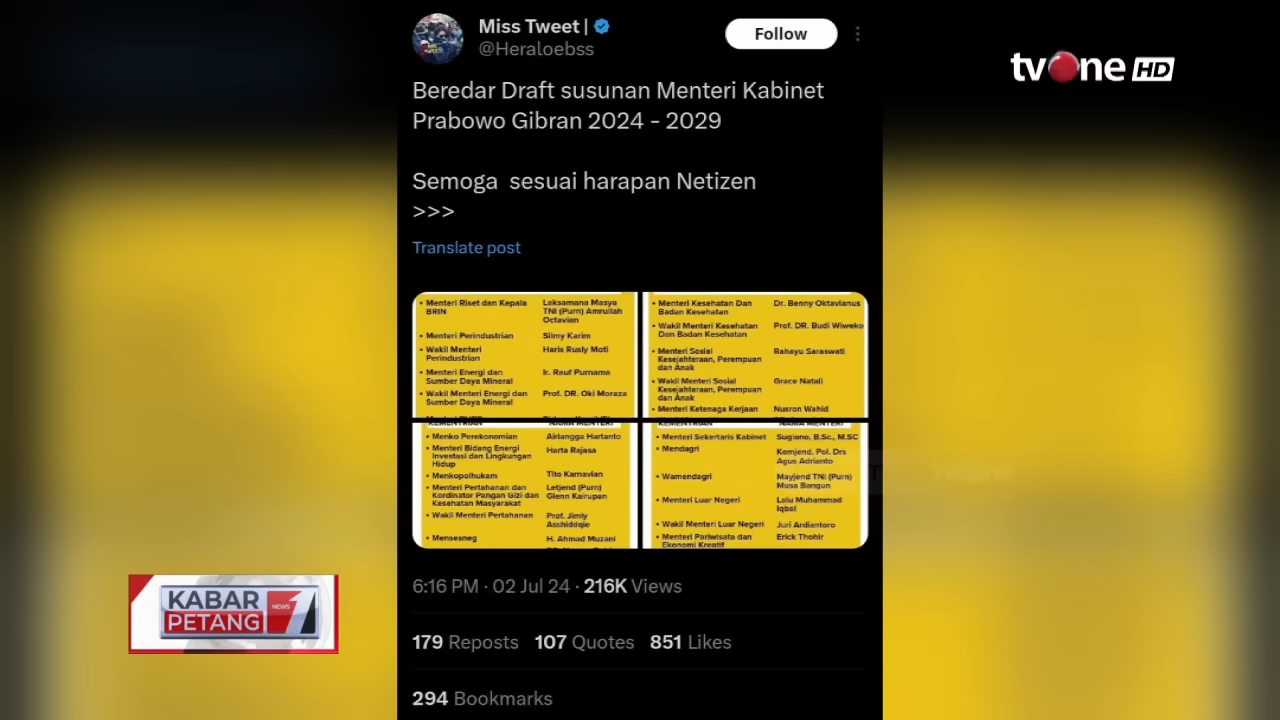 Miss Tweet |
@Heraloebss
Follow
tvOne HD
Beredar Draft susunan Menteri Kabinet
Prabowo Gibran 2024 - 2029
Semoga sesuai harapan Netizen
>>>
Translate post
• Menteri Riset dan Kepala
BRIN
Laksamana Masya
TNI (Purn) Amrullah
Octavian
• Menteri Perindustrian
Silmy Karim
• Wakil Menteri
Perindustrian
Haris Rusly Moti
• Menteri Energi dan
Sumber Daya Mineral
Ir. Rauf Purnama
• Wakil Menteri Energi dan
Sumber Daya Mineral
Prof. DR. Oki Moraza
• Menteri Kesehatan Dan
Badan Kesehatan
Dr. Benny Oktavianus
• Wakil Menteri Kesehatan
Dan Badan Kesehatan
Prof. DR. Budi Wiweko
• Menteri Sosial
Kesejahteraan, Perempuan
dan Anak
Rahayu Saraswati
• Wakil Menteri Sosial
Kesejahteraan, Perempuan
dan Anak
Grace Natali
• Menteri Ketenaga Kerjaan
Nusron Wahid
KEMENTRIAN
NAMA MENTERI
• Menko Perekonomian
Airlangga Hartanto
• Menteri Bidang Energi
Investasi dan Lingkungan
Hidup
Harta Rajasa
• Menkopolhukam
Tito Karnavian
• Menteri Pertahanan dan
Kordinator Pangan Gizi dan
Kesehatan Masyarakat
Letjend (Purn)
Glenn Kairupan
• Wakil Menteri Pertahanan
Prof. Jimly
Asshiddqie
• Mensesneg
H. Ahmad Muzani
KEMENTRIAN
NAMA MENTERI
• Menteri Sekertaris Kabinet
Sugiono, B.Sc., M.SC
• Mendagri
Komjend. Pol. Drs
Agus Adrianto
• Wamendagri
Mayjend TNi (Purn)
Musa Bangun
• Menteri Luar Negeri
Lalu Muhammad
Iqbal
• Wakil Menteri Luar Negeri
Juri Ardiantoro
• Menteri Pariwisata dan
Ekonomi Kreatif
Erick Thohir
6:16 PM · 02 Jul 24 · 216K Views
179 Reposts 107 Quotes 851 Likes
294 Bookmarks
KABAR
PETANG
NEWS
1